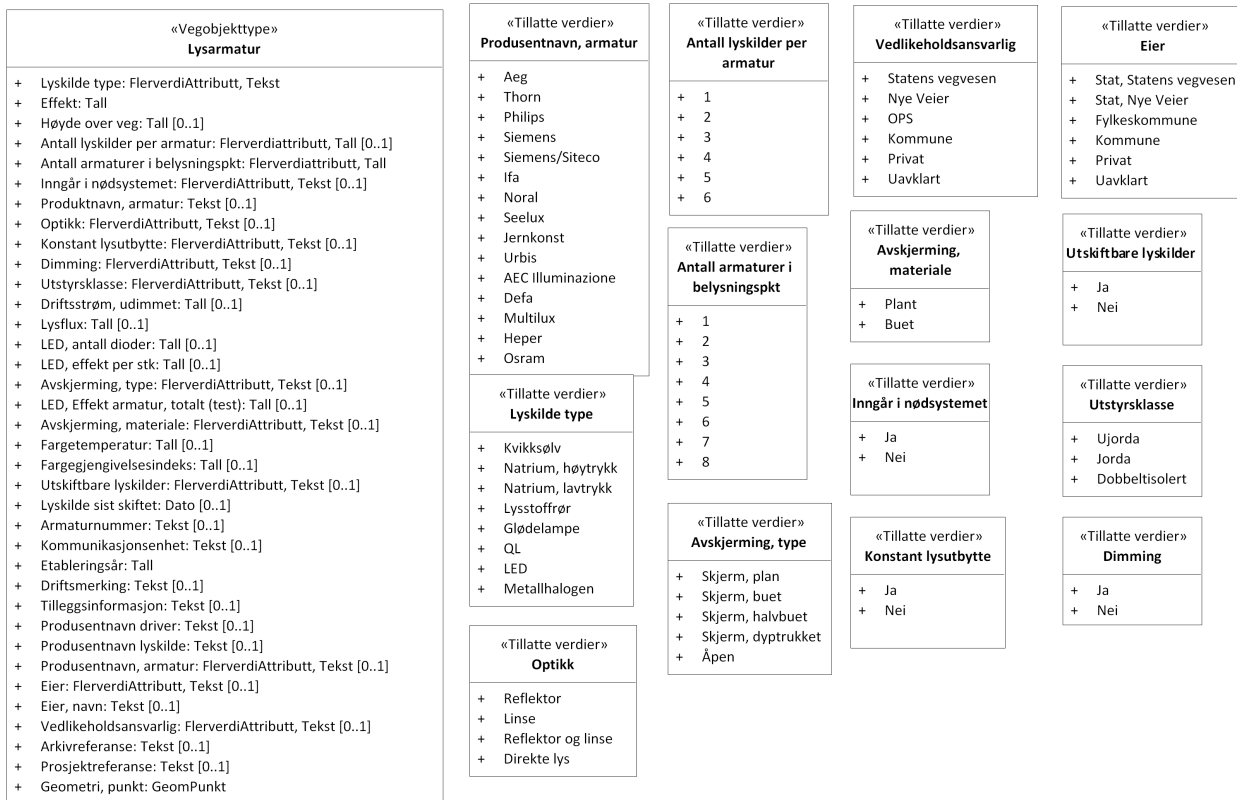 «Vegobjekttype»
Lysarmatur
+ Lyskilde type: FlerverdiAttributt, Tekst
+ Effekt: Tall
+ Høyde over veg: Tall [0..1]
+ Antall lyskilder per armatur: Flerverdiattributt, Tall [0..1]
+ Antall armaturer i belysningspkt: Flerverdiattributt, Tall
+ Inngår i nødsystemet: FlerverdiAttributt, Tekst [0..1]
+ Produktnavn, armatur: Tekst [0..1]
+ Optikk: FlerverdiAttributt, Tekst [0..1]
+ Konstant lysutbytte: FlerverdiAttributt, Tekst [0..1]
+ Dimming: FlerverdiAttributt, Tekst [0..1]
+ Utstyrsklasse: FlerverdiAttributt, Tekst [0..1]
+ Driftsstrøm, udimmet: Tall [0..1]
+ Lysflux: Tall [0..1]
+ LED, antall dioder: Tall [0..1]
+ LED, effekt per stk: Tall [0..1]
+ Avskjerming, type: FlerverdiAttributt, Tekst [0..1]
+ LED, Effekt armatur, totalt (test): Tall [0..1]
+ Avskjerming, materiale: FlerverdiAttributt, Tekst [0..1]
+ Fargetemperatur: Tall [0..1]
+ Fargegjengivelsesindeks: Tall [0..1]
+ Utskiftbare lyskilder: FlerverdiAttributt, Tekst [0..1]
+ Lyskilde sist skiftet: Dato [0..1]
+ Armaturnummer: Tekst [0..1]
+ Kommunikasjonsenhet: Tekst [0..1]
+ Etableringsår: Tall
+ Driftsmerking: Tekst [0..1]
+ Tilleggsinformasjon: Tekst [0..1]
+ Produsentnavn driver: Tekst [0..1]
+ Produsentnavn lyskilde: Tekst [0..1]
+ Produsentnavn, armatur: FlerverdiAttributt, Tekst [0..1]
+ Eier: FlerverdiAttributt, Tekst [0..1]
+ Eier, navn: Tekst [0..1]
+ Vedlikeholdsansvarlig: FlerverdiAttributt, Tekst [0..1]
+ Arkivreferanse: Tekst [0..1]
+ Prosjektreferanse: Tekst [0..1]
+ Geometri, punkt: GeomPunkt
«Tillatte verdier»
Produsentnavn, armatur
+ Aeg
+ Thorn
+ Philips
+ Siemens
+ Siemens/Siteco
+ Ifa
+ Noral
+ Seelux
+ Jernkonst
+ Urbis
+ AEC Illuminazione
+ Defa
+ Multilux
+ Heper
+ Osram
«Tillatte verdier»
Lyskilde type
+ Kvikksølv
+ Natrium, høytrykk
+ Natrium, lavtrykk
+ Lysstoffrør
+ Glødelampe
+ QL
+ LED
+ Metallhalogen
«Tillatte verdier»
Optikk
+ Reflektor
+ Linse
+ Reflektor og linse
+ Direkte lys
«Tillatte verdier»
Antall lyskilder per
armatur
+ 1
+ 2
+ 3
+ 4
+ 5
+ 6
«Tillatte verdier»
Antall armaturer i
belysningspkt
+ 1
+ 2
+ 3
+ 4
+ 5
+ 6
+ 7
+ 8
«Tillatte verdier»
Avskjerming, type
+ Skjerm, plan
+ Skjerm, buet
+ Skjerm, halvbuet
+ Skjerm, dyptrukket
+ Åpen
«Tillatte verdier»
Vedlikeholdsansvarlig
+ Statens vegvesen
+ Nye Veier
+ OPS
+ Kommune
+ Privat
+ Uavklart
«Tillatte verdier»
Avskjerming,
materiale
+ Plant
+ Buet
«Tillatte verdier»
Inngår i nødsystemet
+ Ja
+ Nei
«Tillatte verdier»
Konstant lysutbytte
+ Ja
+ Nei
«Tillatte verdier»
Eier
+ Stat, Statens vegvesen
+ Stat, Nye Veier
+ Fylkeskommune
+ Kommune
+ Privat
+ Uavklart
«Tillatte verdier»
Utskiftbare lyskilder
+ Ja
+ Nei
«Tillatte verdier»
Utstyrsklasse
+ Ujorda
+ Jorda
+ Dobbeltisolert
«Tillatte verdier»
Dimming
+ Ja
+ Nei